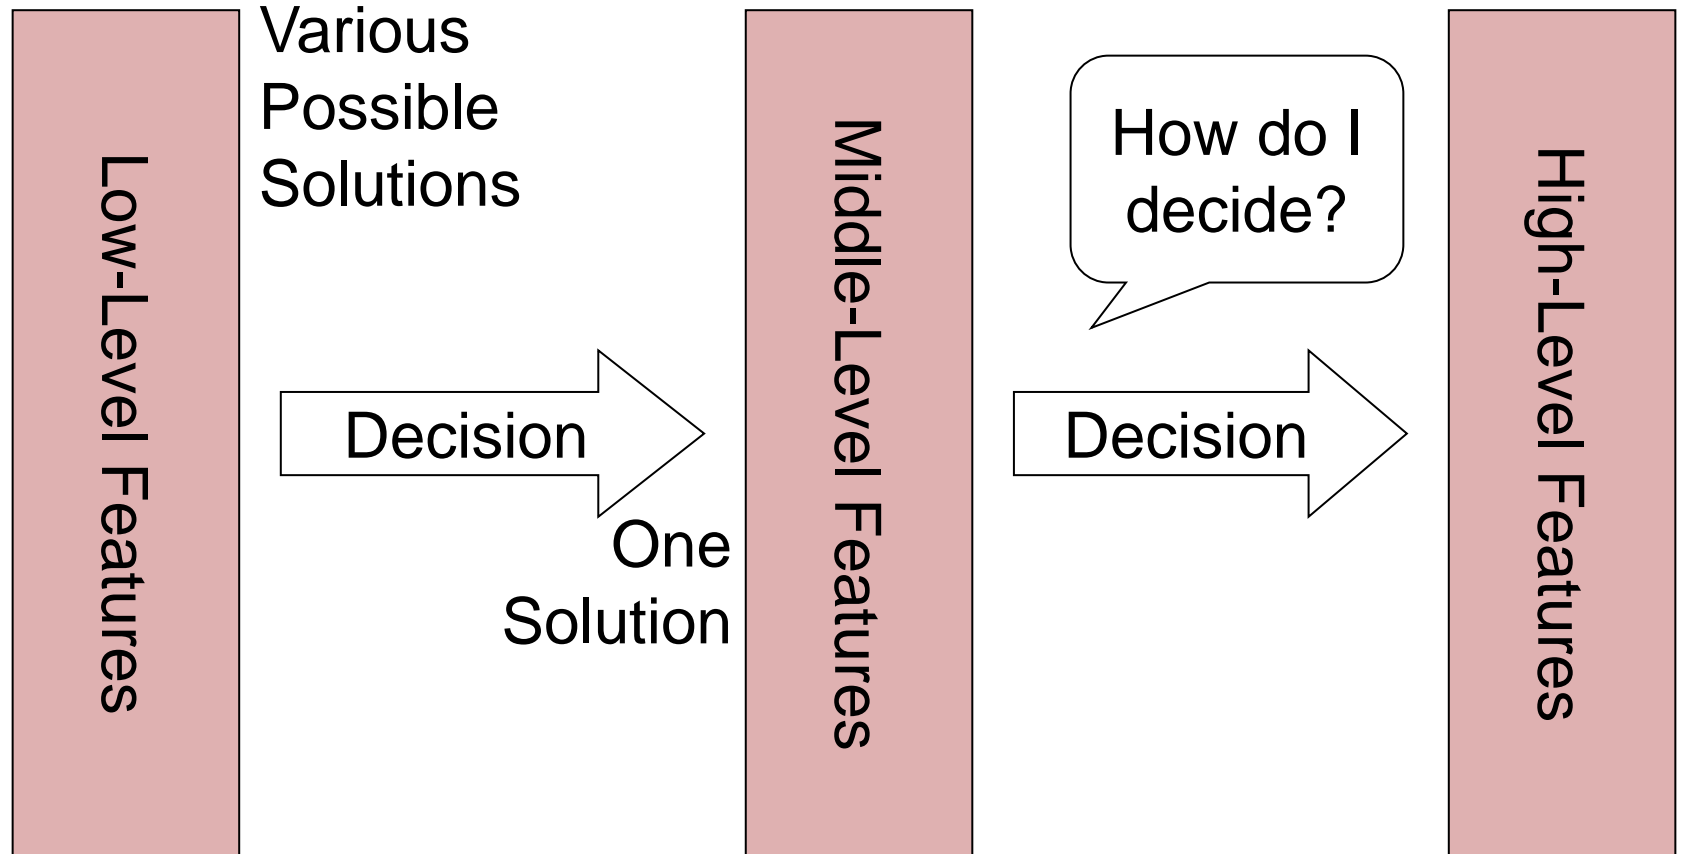 Low-Level Features
Various
Possible
Solutions
Decision
One
Solution
Middle-Level Features
How do I
decide?
Decision
High-Level Features